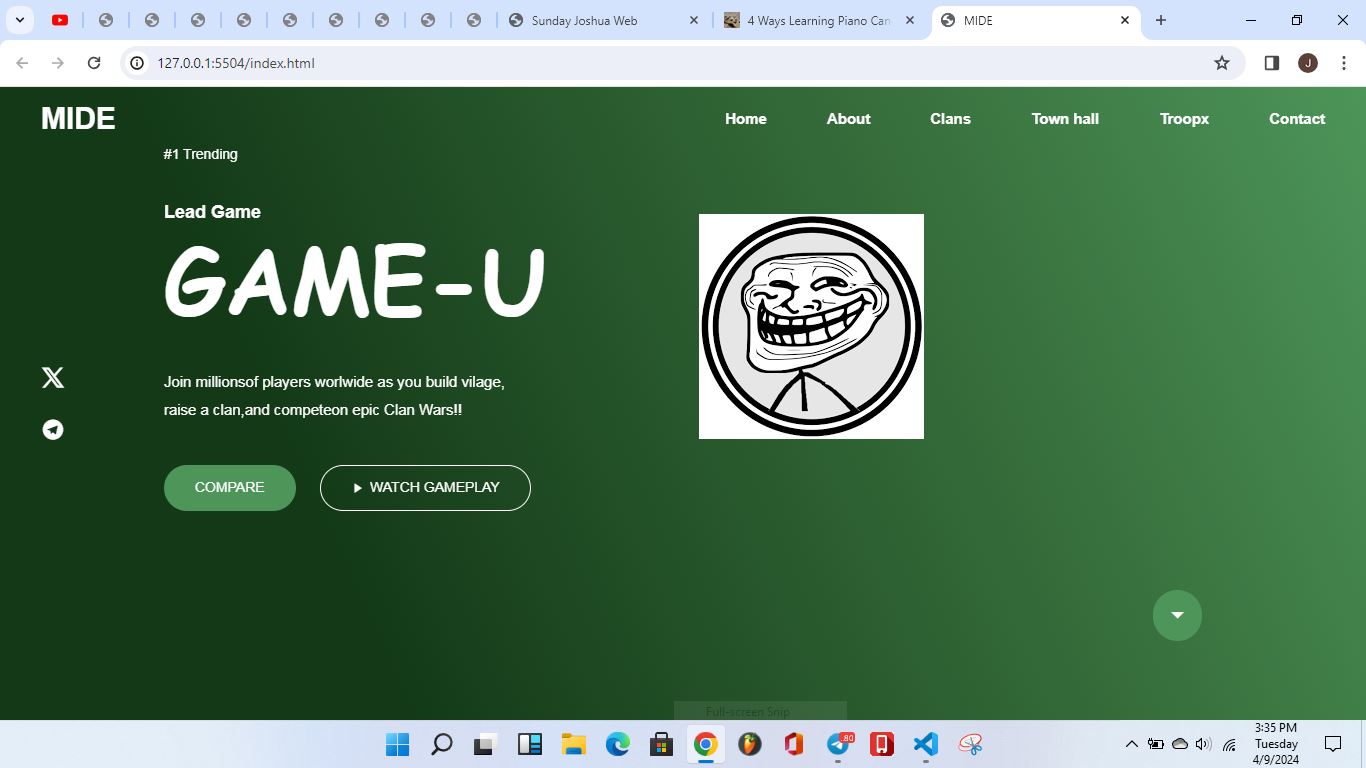 Sunday Joshua Web
4 Ways Learning Piano Can
MIDE
127.0.0.1:5504/index.html
J
MIDE
Home About Clans Town hall Troopx Contact
#1 Trending
Lead Game
GAME-U
Join millionsof players worlwide as you build vilage,
raise a clan,and competeon epic Clan Wars!!
COMPARE
WATCH GAMEPLAY
Full-screen Snip
80
3:35 PM
Tuesday
4/9/2024